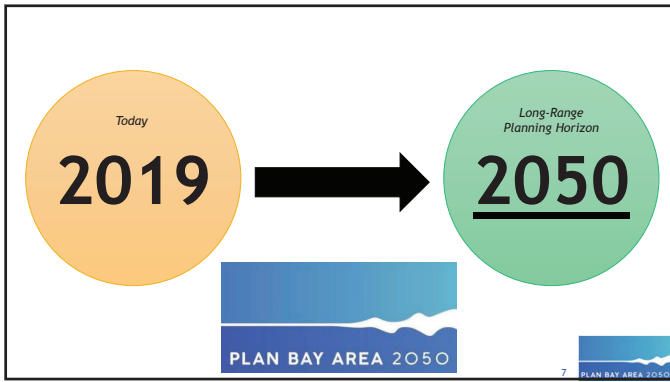 Today
2019
Long-Range
Planning Horizon
2050
PLAN BAY AREA 2050
7
PLAN BAY AREA 2050